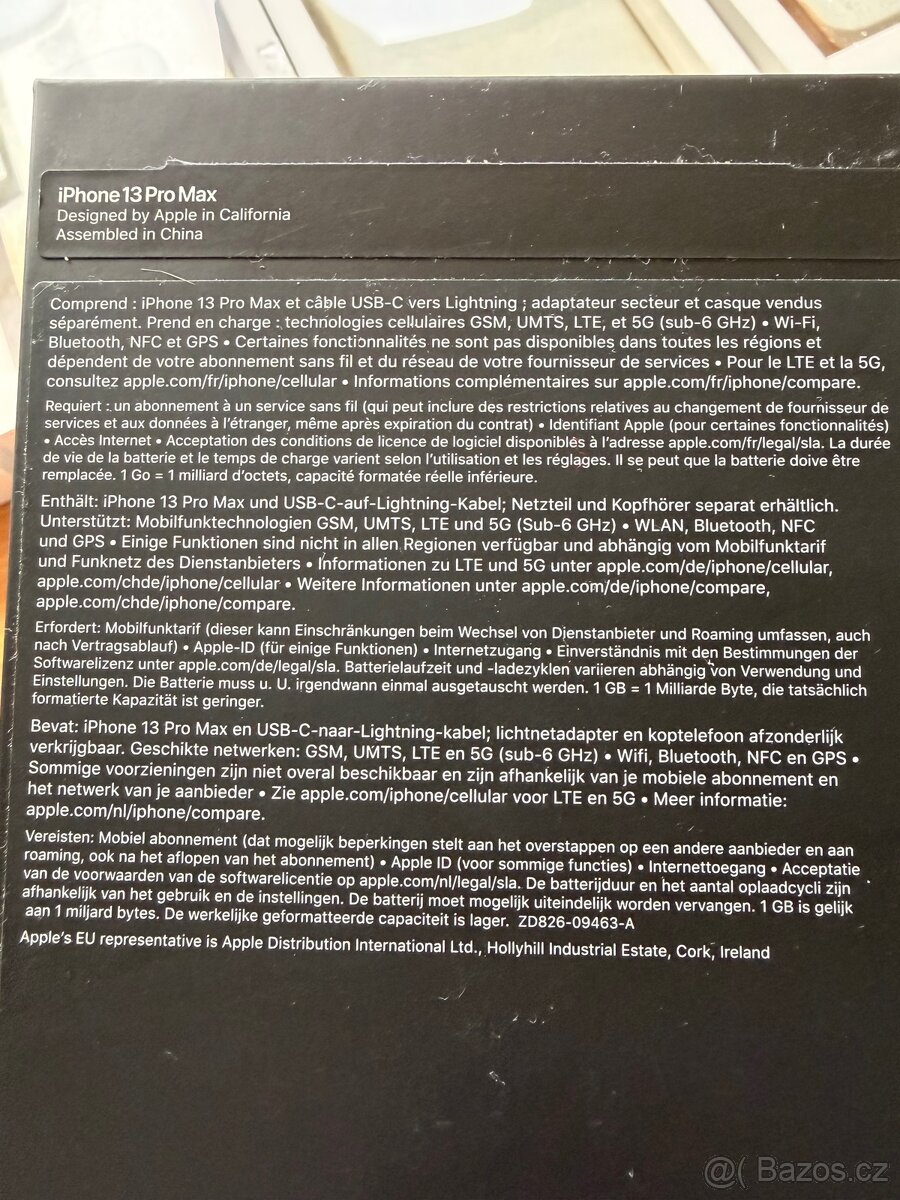 iPhone 13 Pro Max
Designed by Apple in California
Assembled in China
Comprend : iPhone 13 Pro Max et câble USB-C vers Lightning ; adaptateur secteur et casque vendus
séparément. Prend en charge : technologies cellulaires GSM, UMTS, LTE, et 5G (sub-6 GHz) • Wi-Fi,
Bluetooth, NFC et GPS • Certaines fonctionnalités ne sont pas disponibles dans toutes les régions et
dépendent de votre abonnement sans fil et du réseau de votre fournisseur de services • Pour le LTE et la 5G,
consultez apple.com/fr/iphone/cellular • Informations complémentaires sur apple.com/fr/iphone/compare.
Requiert : un abonnement à un service sans fil (qui peut inclure des restrictions relatives au changement de fournisseur de
services et aux données à l'étranger, même après expiration du contrat) • Identifiant Apple (pour certaines fonctionnalités)
• Accès Internet • Acceptation des conditions de licence de logiciel disponibles à l'adresse apple.com/fr/legal/sla. La durée
de vie de la batterie et le temps de charge varient selon l'utilisation et les réglages. Il se peut que la batterie doive être
remplacée. 1 Go = 1 milliard d'octets, capacité formatée réelle inférieure.
Enthält: iPhone 13 Pro Max und USB-C-auf-Lightning-Kabel; Netzteil und Kopfhörer separat erhältlich.
Unterstützt: Mobilfunktechnologien GSM, UMTS, LTE und 5G (Sub-6 GHz) • WLAN, Bluetooth, NFC
und GPS • Einige Funktionen sind nicht in allen Regionen verfügbar und abhängig vom Mobilfunktarif
und Funknetz des Dienstanbieters • Informationen zu LTE und 5G unter apple.com/de/iphone/cellular,
apple.com/chde/iphone/cellular • Weitere Informationen unter apple.com/de/iphone/compare,
apple.com/chde/iphone/compare.
Erfordert: Mobilfunktarif (dieser kann Einschränkungen beim Wechsel von Dienstanbieter und Roaming umfassen, auch
nach Vertragsablauf) • Apple-ID (für einige Funktionen) • Internetzugang • Einverständnis mit den Bestimmungen der
Softwarelizenz unter apple.com/de/legal/sla. Batterielaufzeit und -ladezyklen variieren abhängig von Verwendung und
Einstellungen. Die Batterie muss u. U. irgendwann einmal ausgetauscht werden. 1 GB = 1 Milliarde Byte, die tatsächlich
formatierte Kapazität ist geringer.
Bevat: iPhone 13 Pro Max en USB-C-naar-Lightning-kabel; lichtnetadapter en koptelefoon afzonderlijk
verkrijgbaar. Geschikte netwerken: GSM, UMTS, LTE en 5G (sub-6 GHz) • Wifi, Bluetooth, NFC en GPS •
Sommige voorzieningen zijn niet overal beschikbaar en zijn afhankelijk van je mobiele abonnement en
het netwerk van je aanbieder • Zie apple.com/iphone/cellular voor LTE en 5G • Meer informatie:
apple.com/nl/iphone/compare.
Vereisten: Mobiel abonnement (dat mogelijk beperkingen stelt aan het overstappen op een andere aanbieder en aan
roaming, ook na het aflopen van het abonnement) • Apple ID (voor sommige functies) • Internettoegang • Acceptatie
van de voorwaarden van de softwarelicentie op apple.com/nl/legal/sla. De batterijduur en het aantal oplaadcycli zijn
afhankelijk van het gebruik en de instellingen. De batterij moet mogelijk uiteindelijk worden vervangen. 1 GB is gelijk
aan 1 miljard bytes. De werkelijke geformatteerde capaciteit is lager. ZD826-09463-A
Apple's EU representative is Apple Distribution International Ltd., Hollyhill Industrial Estate, Cork, Ireland
@( Bazos.cz